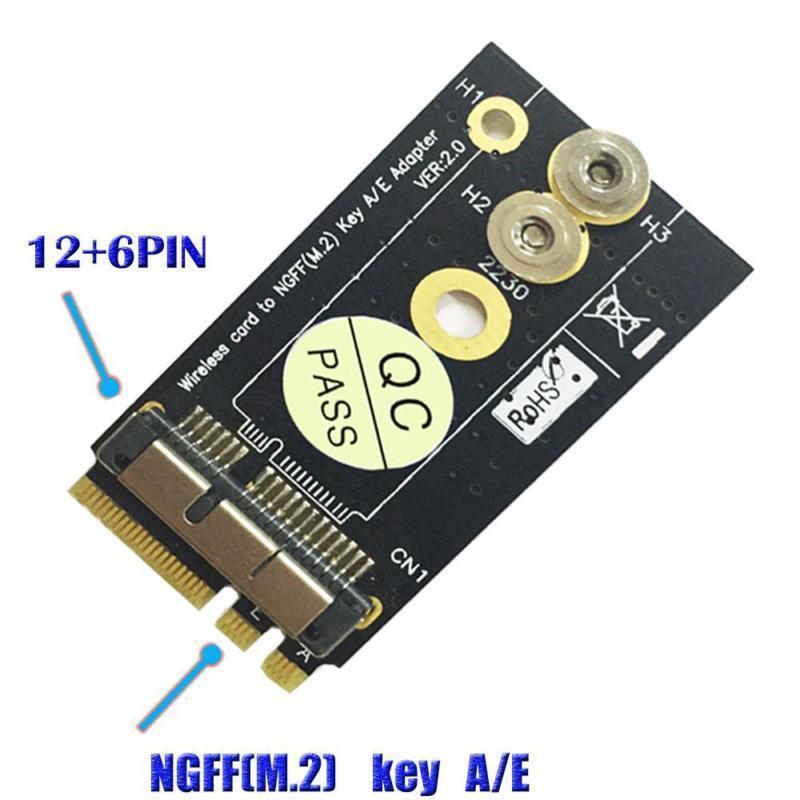 H1
Wireless card to NGFF(M.2) Key A/E Adapter
VER:2.0
H2
H3
2230
12+6PIN
QC
PASS
RoHS
CN1
E
A
NGFF(M.2) key A/E